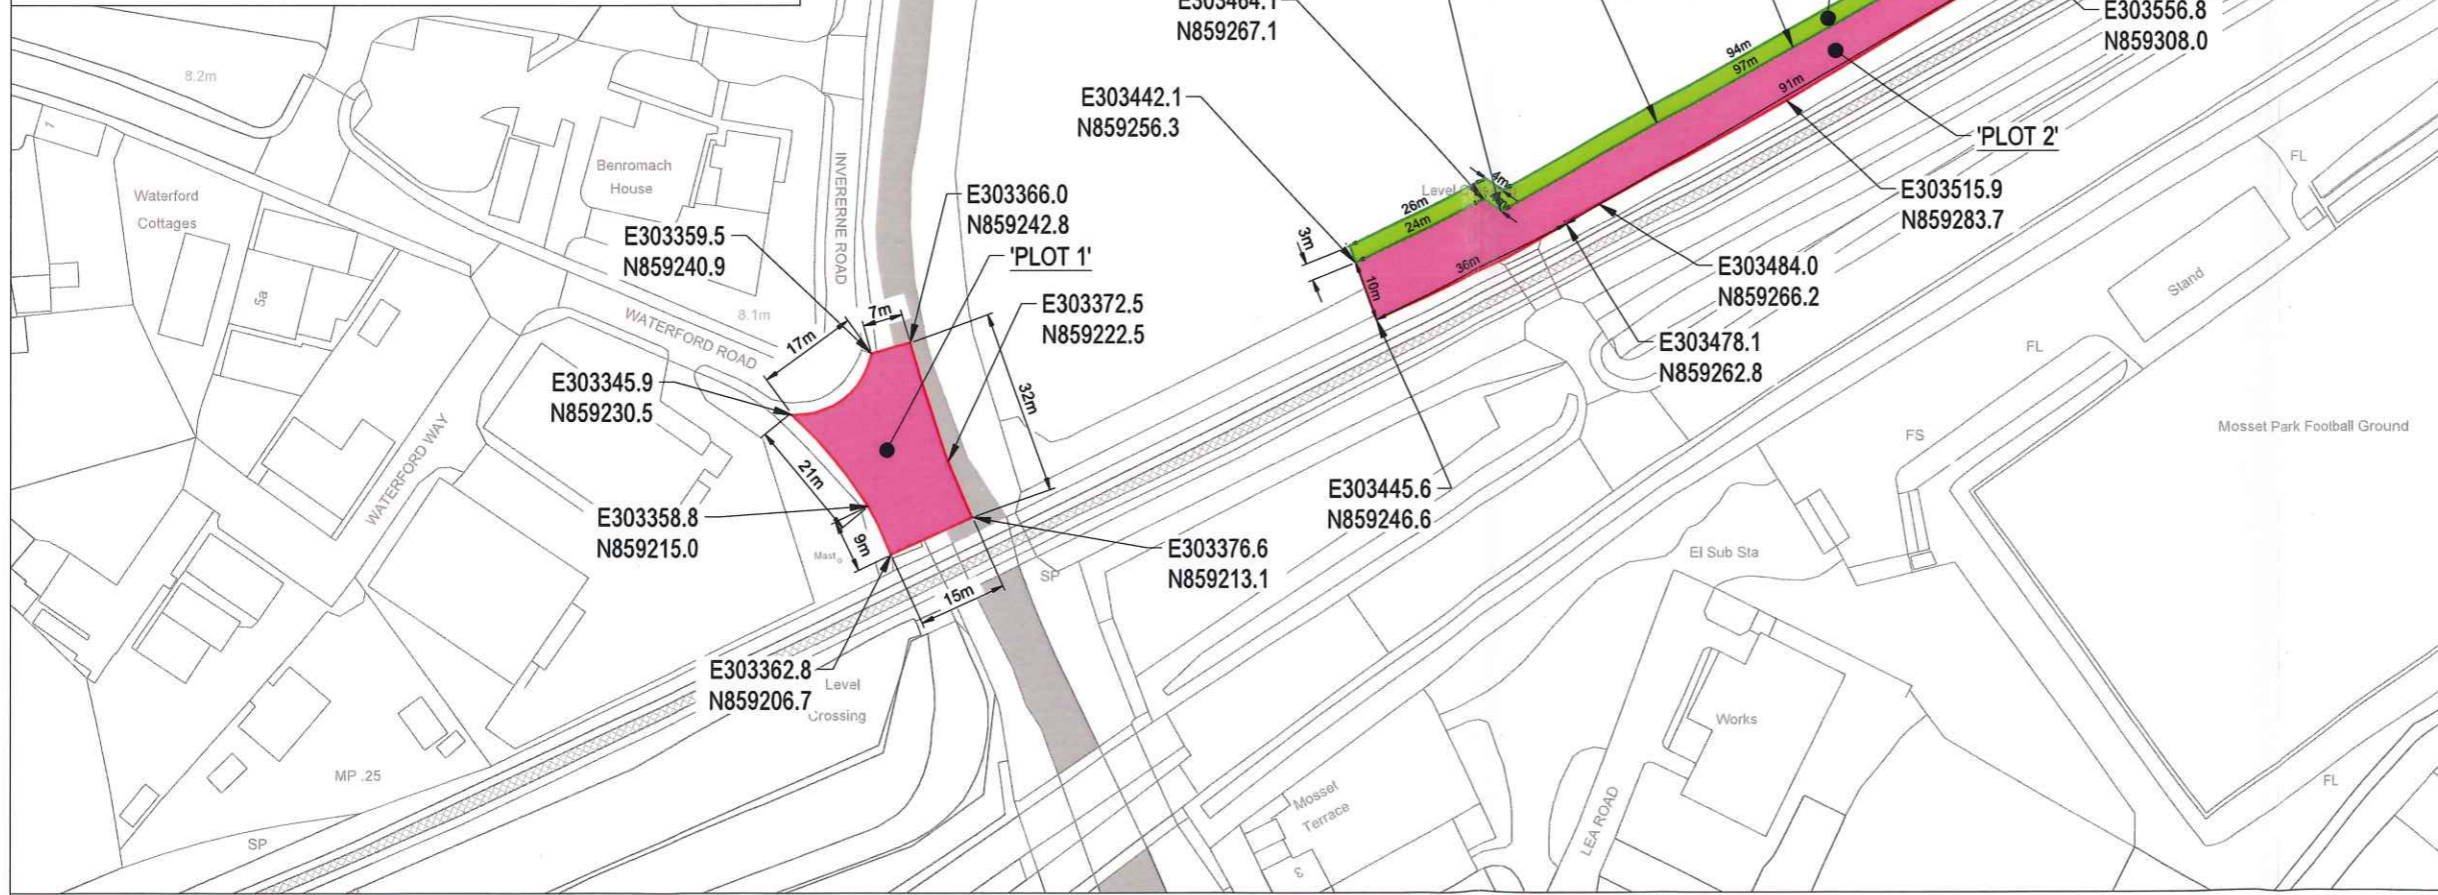 E303464.1
N859267.1
E303556.8
N859308.0
94m
97m
91m
8.2m
E303442.1
N859256.3
'PLOT 2'
1
Benromach
House
INVERERNE ROAD
FL
Waterford
Cottages
E303366.0
N859242.8
4m
26m
24m
E303515.9
N859283.7
E303359.5
N859240.9
'PLOT 1'
3m
36m
10m
E303484.0
N859266.2
Stand
5a
8.1m
7m
E303372.5
N859222.5
WATERFORD ROAD
17m
E303478.1
N859262.8
FL
E303345.9
N859230.5
32m
FS
Mosset Park Football Ground
WATERFORD WAY
21m
E303445.6
N859246.6
E303358.8
N859215.0
9m
Mast
E303376.6
N859213.1
SP
El Sub Sta
15m
E303362.8
N859206.7
Level
Crossing
Works
MP .25
Mosset
Terrace
LEA ROAD
FL
SP
3